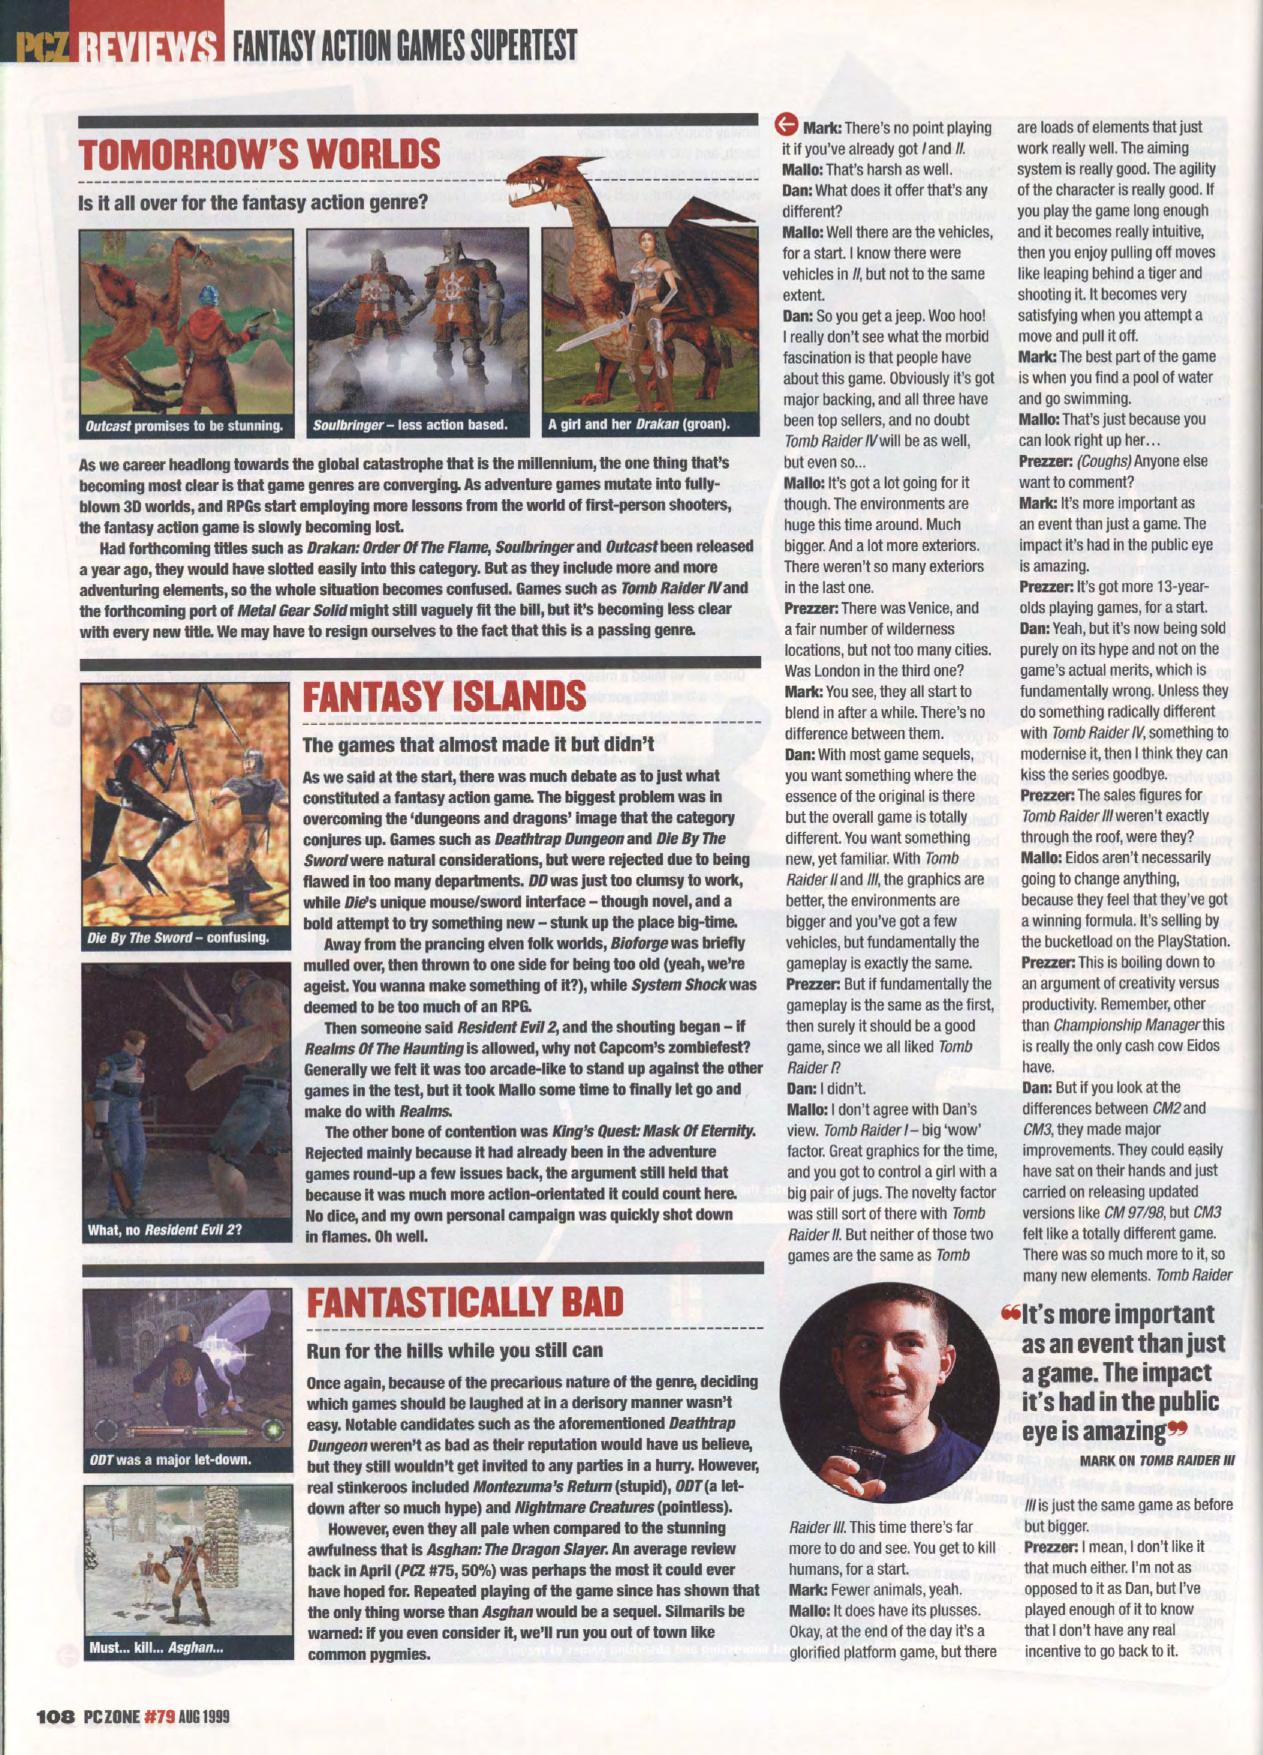 PCZ REVIEWS FANTASY ACTION GAMES SUPERTEST
TOMORROW'S WORLDS
Is it all over for the fantasy action genre?
Outcast promises to be stunning.
Soulbringer – less action based.
A girl and her Drakan (groan).
As we career headlong towards the global catastrophe that is the millennium, the one thing that's
becoming most clear is that game genres are converging. As adventure games mutate into fully-
blown 3D worlds, and RPGs start employing more lessons from the world of first-person shooters,
the fantasy action game is slowly becoming lost.
Had forthcoming titles such as Drakan: Order Of The Flame, Soulbringer and Outcast been released
a year ago, they would have slotted easily into this category. But as they include more and more
adventuring elements, so the whole situation becomes confused. Games such as Tomb Raider IV and
the forthcoming port of Metal Gear Solid might still vaguely fit the bill, but it's becoming less clear
with every new title. We may have to resign ourselves to the fact that this is a passing genre.
Die By The Sword – confusing.
What, no Resident Evil 2?
FANTASY ISLANDS
The games that almost made it but didn't
As we said at the start, there was much debate as to just what
constituted a fantasy action game. The biggest problem was in
overcoming the 'dungeons and dragons' image that the category
conjures up. Games such as Deathtrap Dungeon and Die By The
Sword were natural considerations, but were rejected due to being
flawed in too many departments. DD was just too clumsy to work,
while Die's unique mouse/sword interface – though novel, and a
bold attempt to try something new – stunk up the place big-time.
Away from the prancing elven folk worlds, Bioforge was briefly
mulled over, then thrown to one side for being too old (yeah, we're
ageist. You wanna make something of it?), while System Shock was
deemed to be too much of an RPG.
Then someone said Resident Evil 2, and the shouting began – if
Realms Of The Haunting is allowed, why not Capcom's zombiefest?
Generally we felt it was too arcade-like to stand up against the other
games in the test, but it took Mallo some time to finally let go and
make do with Realms.
The other bone of contention was King's Quest: Mask Of Eternity.
Rejected mainly because it had already been in the adventure
games round-up a few issues back, the argument still held that
because it was much more action-orientated it could count here.
No dice, and my own personal campaign was quickly shot down
in flames. Oh well.
ODT was a major let-down.
Must... kill... Asghan...
FANTASTICALLY BAD
Run for the hills while you still can
Once again, because of the precarious nature of the genre, deciding
which games should be laughed at in a derisory manner wasn't
easy. Notable candidates such as the aforementioned Deathtrap
Dungeon weren't as bad as their reputation would have us believe,
but they still wouldn't get invited to any parties in a hurry. However,
real stinkeroos included Montezuma's Return (stupid), ODT (a let-
down after so much hype) and Nightmare Creatures (pointless).
However, even they all pale when compared to the stunning
awfulness that is Asghan: The Dragon Slayer. An average review
back in April (PCZ #75, 50%) was perhaps the most it could ever
have hoped for. Repeated playing of the game since has shown that
the only thing worse than Asghan would be a sequel. Silmarils be
warned: if you even consider it, we'll run you out of town like
common pygmies.
Mark: There's no point playing
it if you've already got I and II.
Mallo: That's harsh as well.
Dan: What does it offer that's any
different?
Mallo: Well there are the vehicles,
for a start. I know there were
vehicles in II, but not to the same
extent.
Dan: So you get a jeep. Woo hoo!
I really don't see what the morbid
fascination is that people have
about this game. Obviously it's got
major backing, and all three have
been top sellers, and no doubt
Tomb Raider IV will be as well,
but even so...
Mallo: It's got a lot going for it
though. The environments are
huge this time around. Much
bigger. And a lot more exteriors.
There weren't so many exteriors
in the last one.
Prezzer: There was Venice, and
a fair number of wilderness
locations, but not too many cities.
Was London in the third one?
Mark: You see, they all start to
blend in after a while. There's no
difference between them.
Dan: With most game sequels,
you want something where the
essence of the original is there
but the overall game is totally
different. You want something
new, yet familiar. With Tomb
Raider II and III, the graphics are
better, the environments are
bigger and you've got a few
vehicles, but fundamentally the
gameplay is exactly the same.
Prezzer: But if fundamentally the
gameplay is the same as the first,
then surely it should be a good
game, since we all liked Tomb
Raider I?
Dan: I didn't.
Mallo: I don't agree with Dan's
view. Tomb Raider I – big 'wow'
factor. Great graphics for the time,
and you got to control a girl with a
big pair of jugs. The novelty factor
was still sort of there with Tomb
Raider II. But neither of those two
games are the same as Tomb
Raider III. This time there's far
more to do and see. You get to kill
humans, for a start.
Mark: Fewer animals, yeah.
Mallo: It does have its plusses.
Okay, at the end of the day it's a
glorified platform game, but there
are loads of elements that just
work really well. The aiming
system is really good. The agility
of the character is really good. If
you play the game long enough
and it becomes really intuitive,
then you enjoy pulling off moves
like leaping behind a tiger and
shooting it. It becomes very
satisfying when you attempt a
move and pull it off.
Mark: The best part of the game
is when you find a pool of water
and go swimming.
Mallo: That's just because you
can look right up her...
Prezzer: (Coughs) Anyone else
want to comment?
Mark: It's more important as
an event than just a game. The
impact it's had in the public eye
is amazing.
Prezzer: It's got more 13-year-
olds playing games, for a start.
Dan: Yeah, but it's now being sold
purely on its hype and not on the
game's actual merits, which is
fundamentally wrong. Unless they
do something radically different
with Tomb Raider IV, something to
modernise it, then I think they can
kiss the series goodbye.
Prezzer: The sales figures for
Tomb Raider III weren't exactly
through the roof, were they?
Mallo: Eidos aren't necessarily
going to change anything,
because they feel that they've got
a winning formula. It's selling by
the bucketload on the PlayStation.
Prezzer: This is boiling down to
an argument of creativity versus
productivity. Remember, other
than Championship Manager this
is really the only cash cow Eidos
have.
Dan: But if you look at the
differences between CM2 and
CM3, they made major
improvements. They could easily
have sat on their hands and just
carried on releasing updated
versions like CM 97/98, but CM3
felt like a totally different game.
There was so much more to it, so
many new elements. Tomb Raider
“It's more important
as an event than just
a game. The impact
it's had in the public
eye is amazing”
MARK ON TOMB RAIDER III
III is just the same game as before
but bigger.
Prezzer: I mean, I don't like it
that much either. I'm not as
opposed to it as Dan, but I've
played enough of it to know
that I don't have any real
incentive to go back to it.
108 PC ZONE #79 AUG 1999